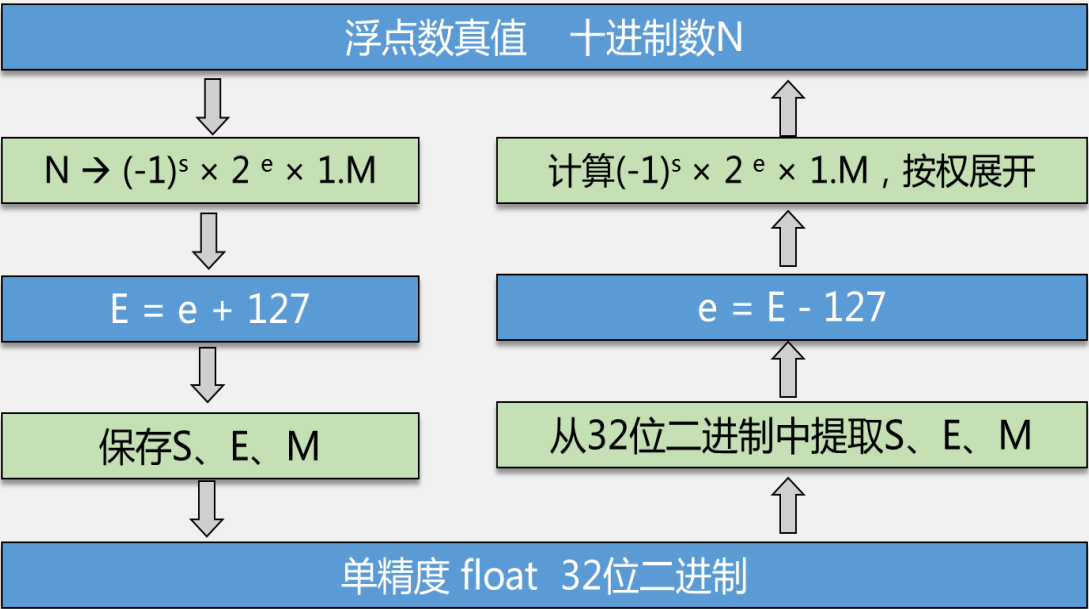 浮点数真值 十进制数N
N → (-1)ˢ × 2 ᵉ × 1.M
E = e + 127
保存S、E、M
计算(-1)ˢ × 2 ᵉ × 1.M，按权展开
e = E - 127
从32位二进制中提取S、E、M
单精度 float 32位二进制